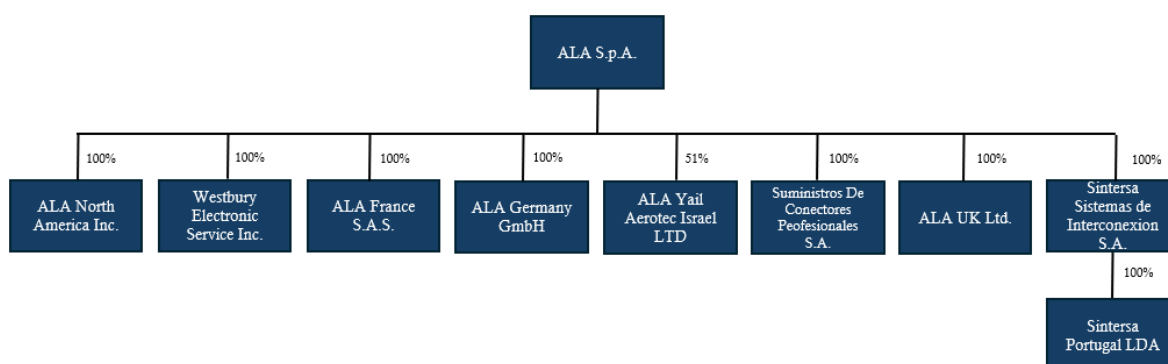 ALA S.p.A.
100%
100%
100%
100%
51%
100%
100%
100%
ALA North
America Inc.
Westbury
Electronic
Service Inc.
ALA France
S.A.S.
ALA Germany
GmbH
ALA Yail
Aerotec Israel
LTD
Suministros De
Conectores
Peofesionales
S.A.
ALA UK Ltd.
Sintersa
Sistemas de
Interconexion
S.A.
100%
Sintersa
Portugal LDA